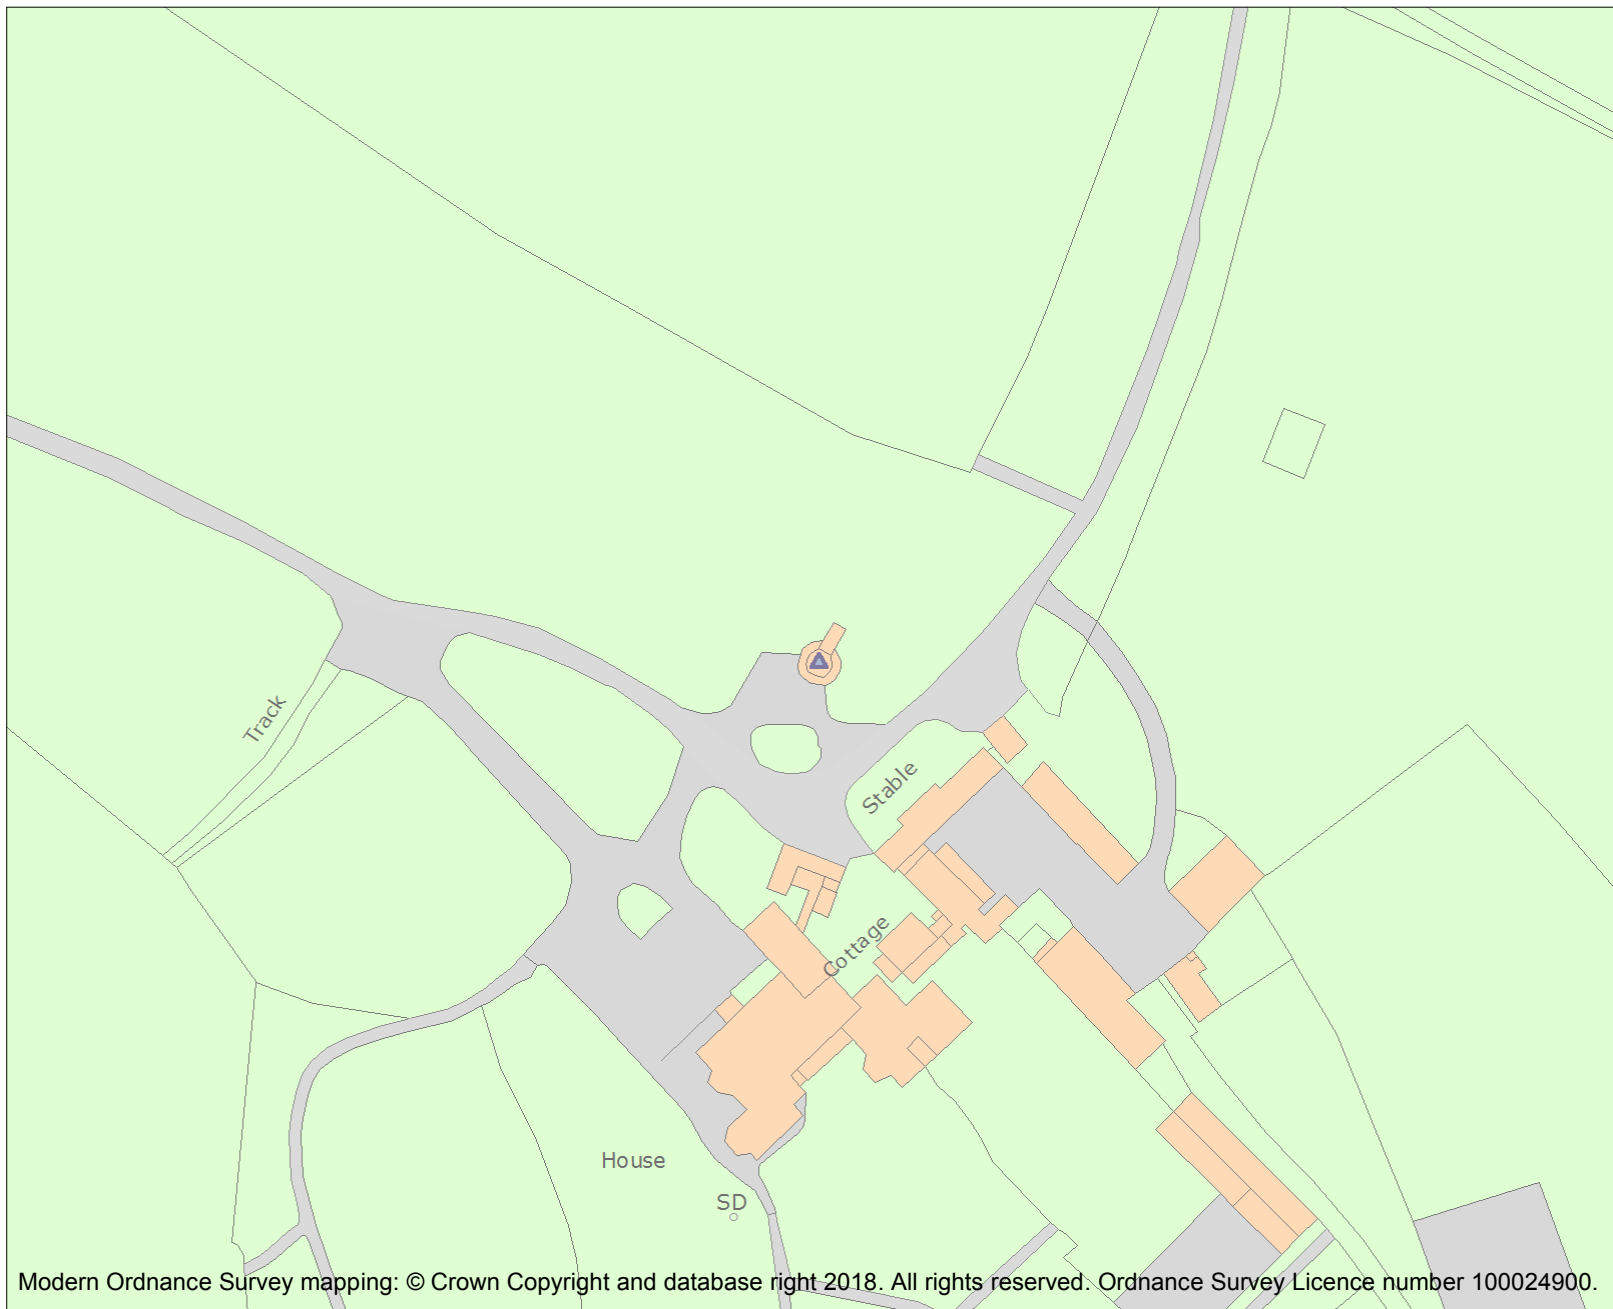 Track
Stable
Cottage
House
SD
Modern Ordnance Survey mapping: © Crown Copyright and database right 2018. All rights reserved. Ordnance Survey Licence number 100024900.